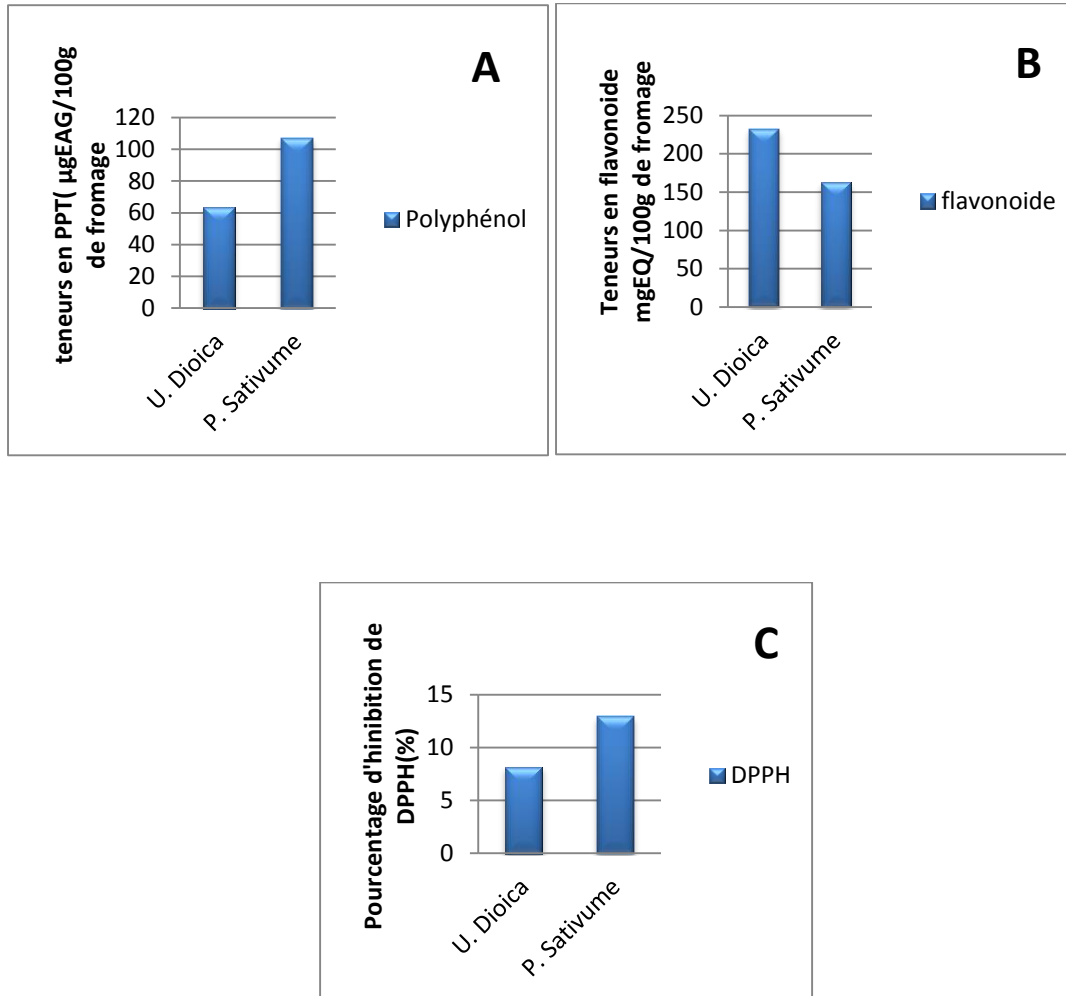 A
teneurs en PPT( µgEAG/100g
de fromage
120
100
80
60
40
20
0
U. Dioica
P. Sativume
Polyphénol
B
Teneurs en flavonoide
mgEQ/100g de fromage
250
200
150
100
50
0
U. Dioica
P. Sativume
flavonoide
C
Pourcentage d'hinibition de
DPPH(%)
15
10
5
0
U. Dioica
P. Sativume
DPPH